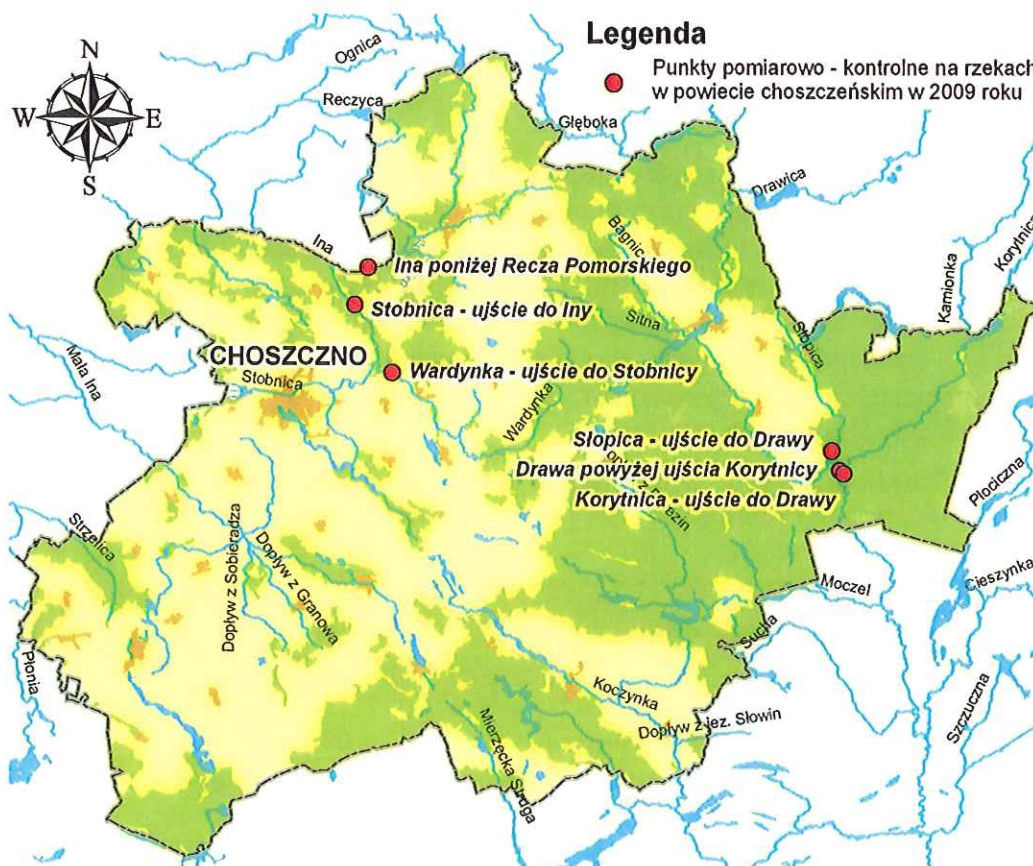 Legenda
Punkty pomiarowo - kontrolne na rzekach
w powiecie choszczeńskim w 2009 roku
N
W
E
S
Ognica
Reczyca
Głęboka
Drawica
Korytnica
Kamionka
Bagnica
Ina
Ina poniżej Recza Pomorskiego
Stobnica - ujście do Iny
Sitna
Słopica
Mała Ina
CHOSZCZNO
Stobnica
Wardynka - ujście do Stobnicy
Wardynka
Słopica - ujście do Drawy
Drawa powyżej ujścia Korytnicy
Korytnica - ujście do Drawy
Płociczna
Strzelica
Dopływ z Sobieradza
Dopływ z Granowa
Moczel
Cieszynka
Sucha
Płonia
Koczynka
Szczuczna
Dopływ z jez. Słowin
Mierzęcka Struga